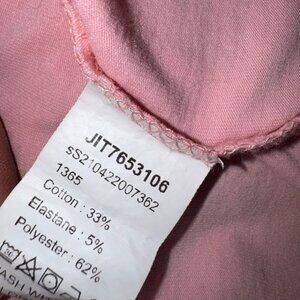 JIT7653106
sS210422007362
1365
Cotton : 33%
Elastane : 5%
Polyester : 62%